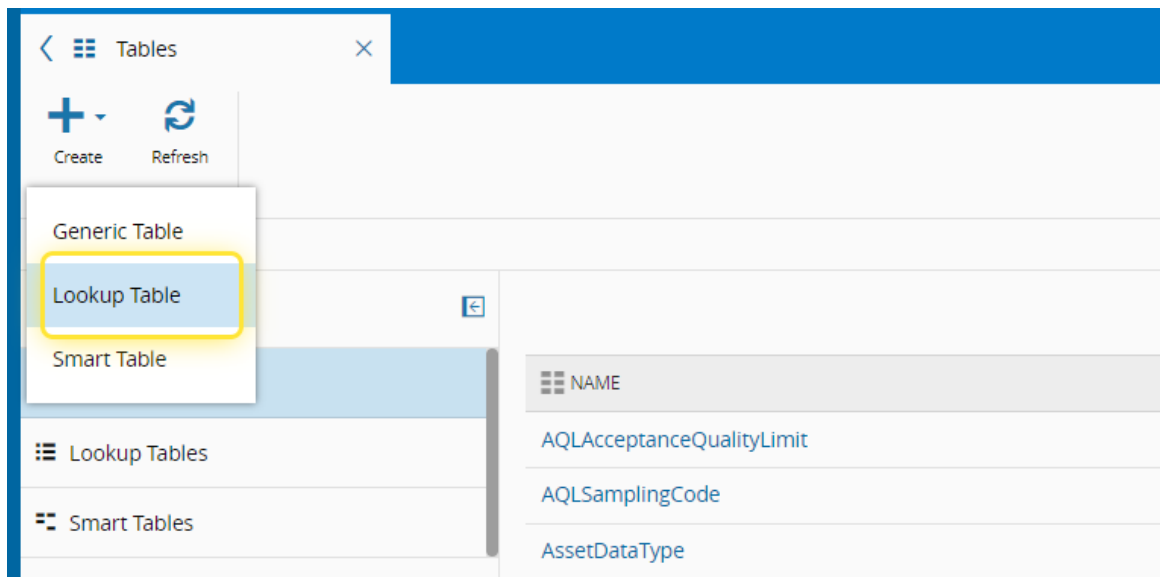 Tables
Create
Refresh
Generic Table
Lookup Table
Smart Table
Lookup Tables
Smart Tables
NAME
AQLAcceptanceQualityLimit
AQLSamplingCode
AssetDataType